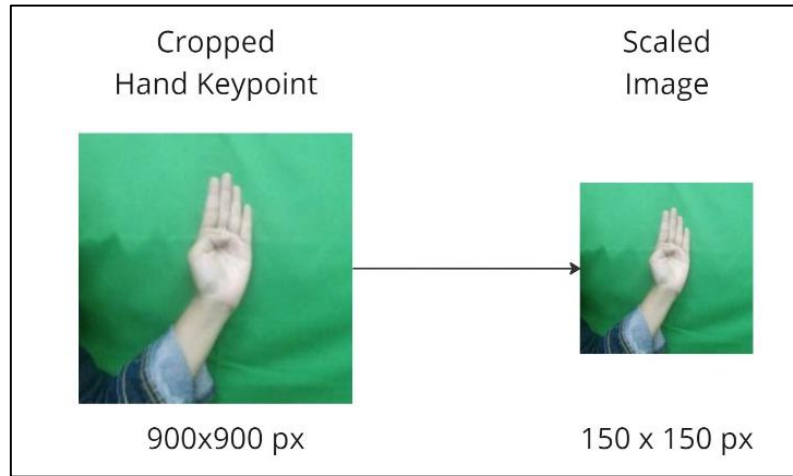 Cropped
Hand Keypoint
Scaled
Image
900x900 px
150 x 150 px